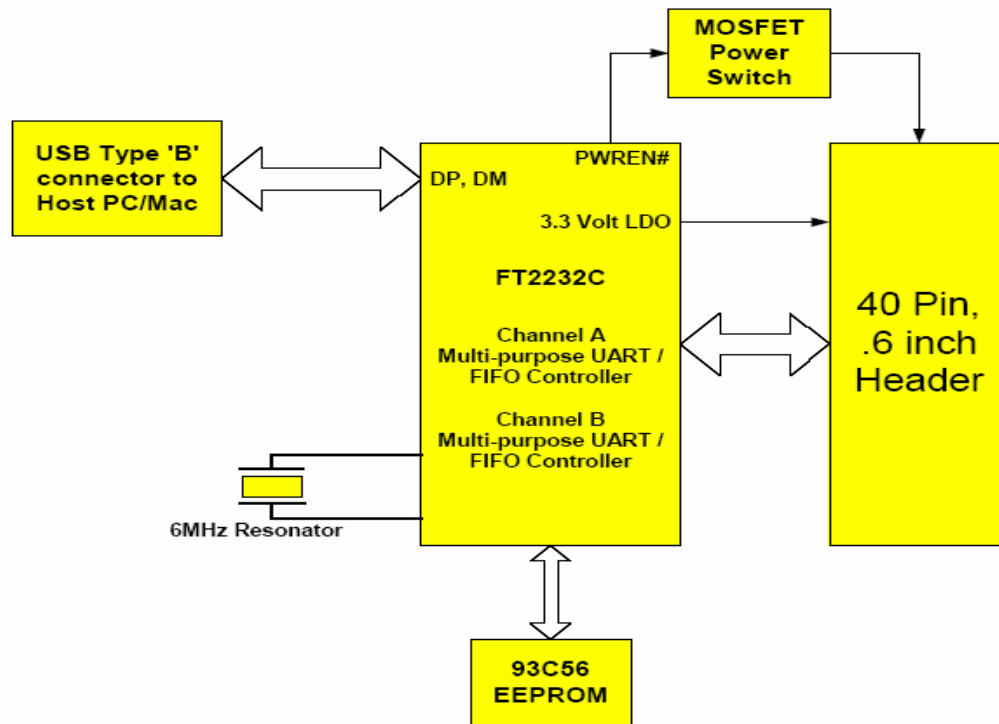 MOSFET
Power
Switch
USB Type 'B'
connector to
Host PC/Mac
PWREN#
DP, DM
3.3 Volt LDO
FT2232C
Channel A
Multi-purpose UART /
FIFO Controller
Channel B
Multi-purpose UART /
FIFO Controller
40 Pin,
.6 inch
Header
6MHz Resonator
93C56
EEPROM